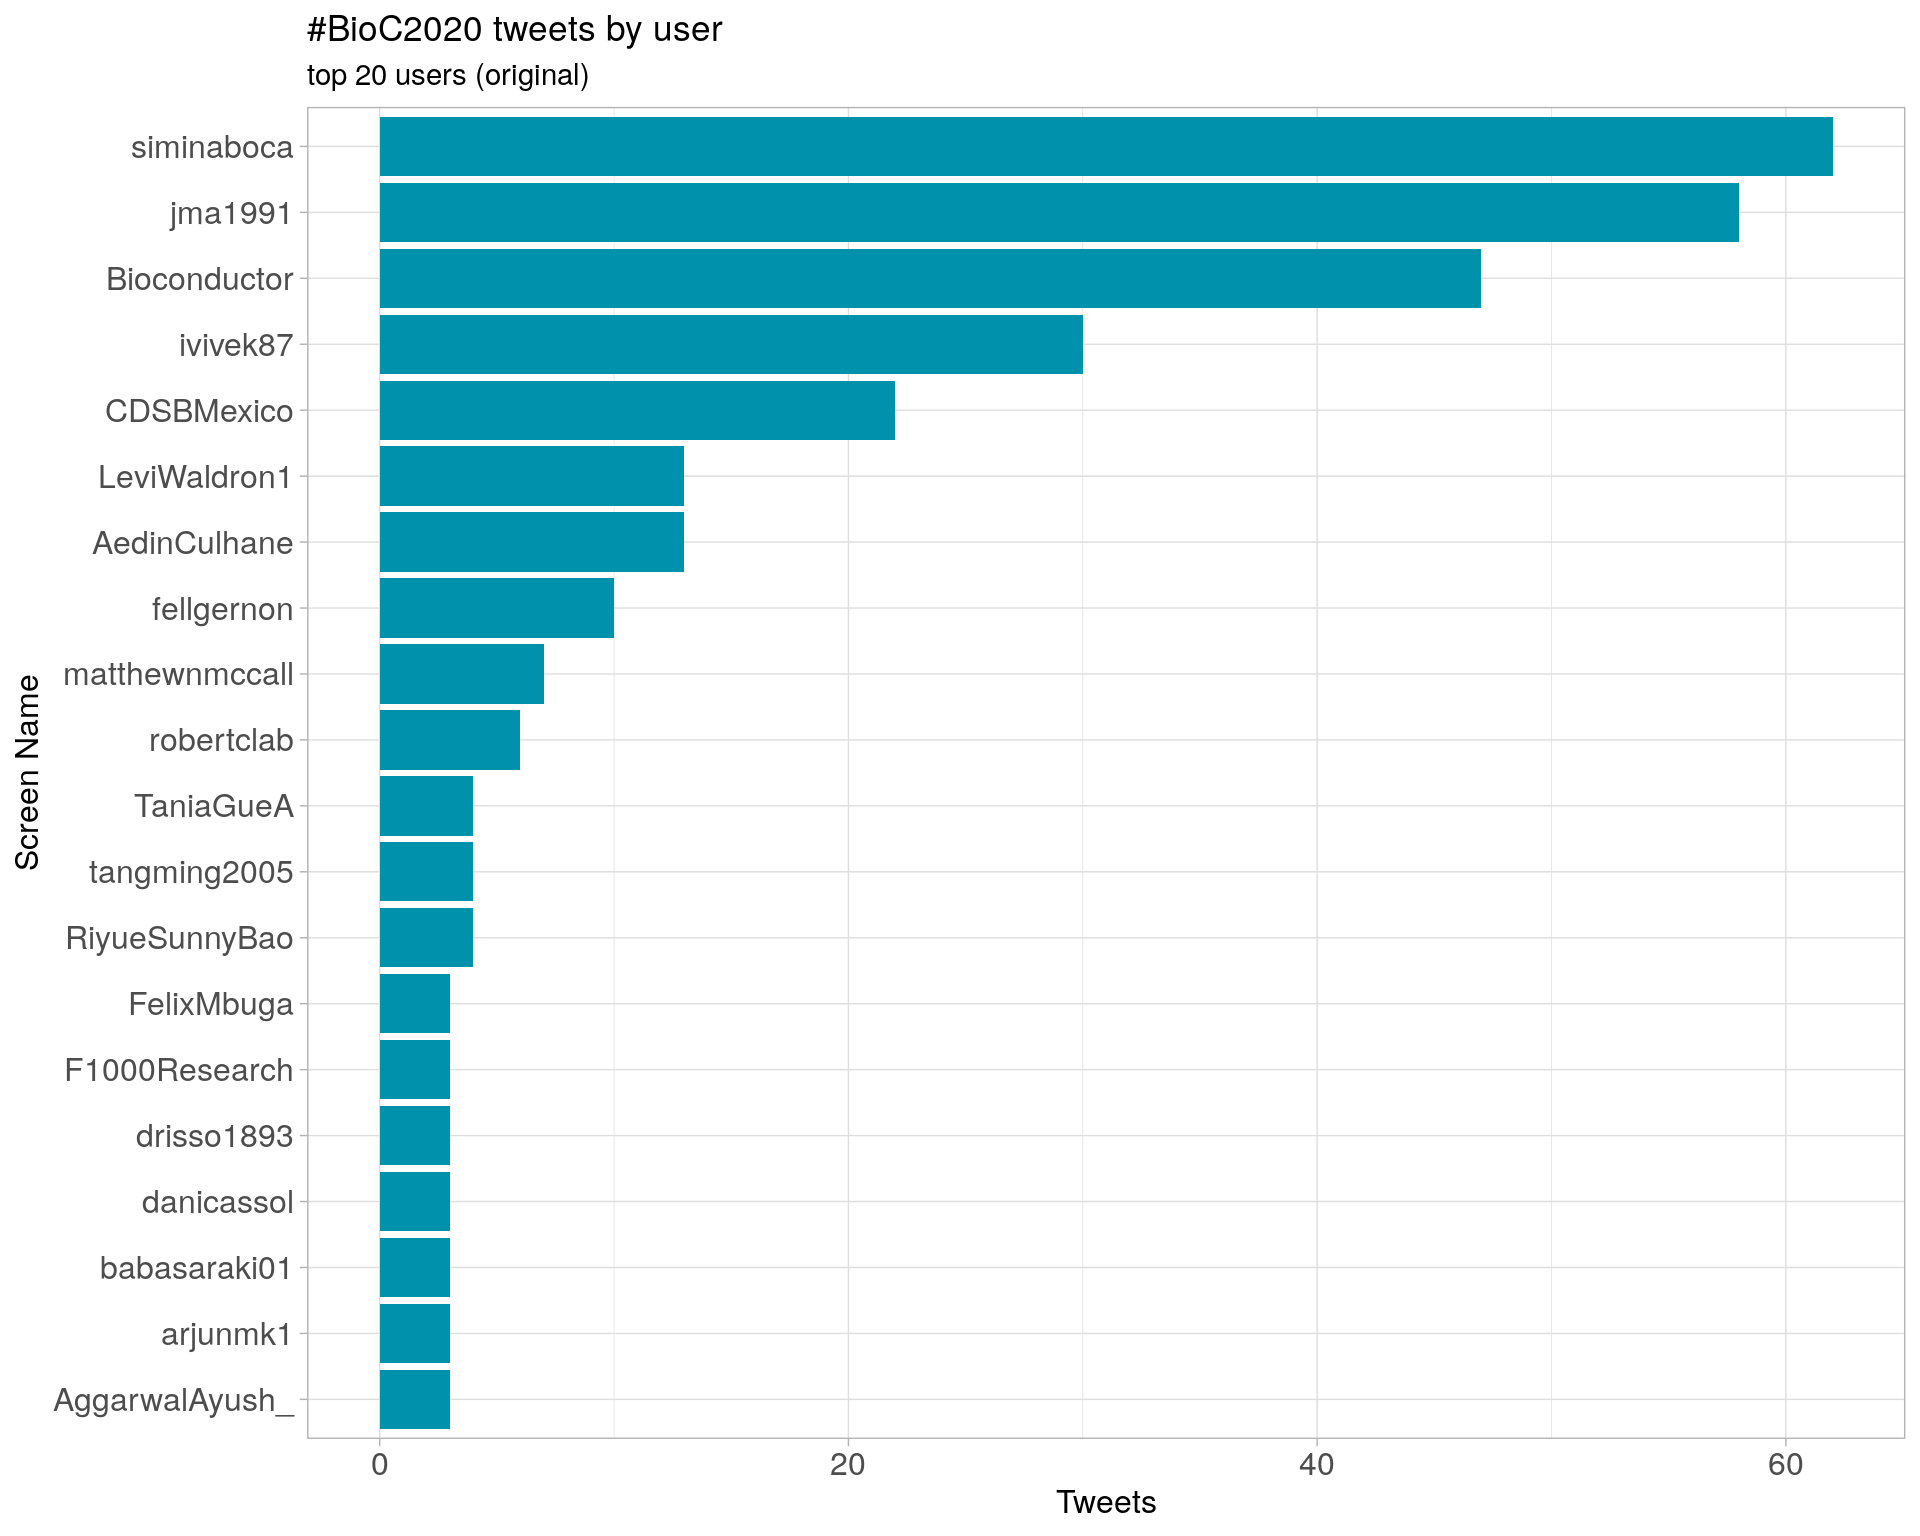 #BioC2020 tweets by user
top 20 users (original)
siminaboca
jma1991
Bioconductor
ivivek87
CDSBMexico
LeviWaldron1
AedinCulhane
fellgernon
matthewnmccall
robertclab
TaniaGueA
tangming2005
RiyueSunnyBao
FelixMbuga
F1000Research
drisso1893
danicassol
babasaraki01
arjunmk1
AggarwalAyush_
Screen Name
0 20 40 60
Tweets